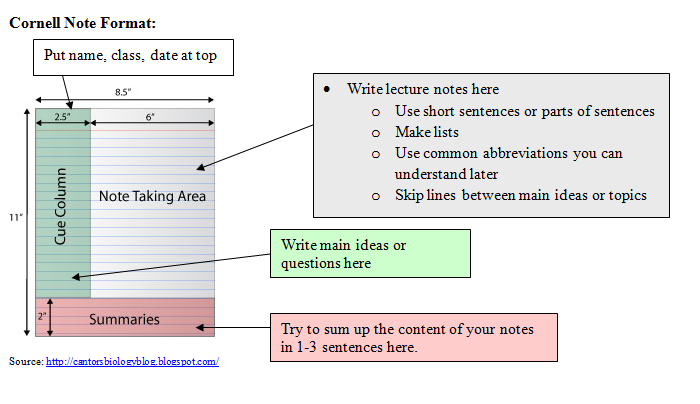 Cornell Note Format:
Put name, class, date at top
8.5"
2.5"
6"
11"
Cue Column
Note Taking Area
2"
Summaries
• Write lecture notes here
o Use short sentences or parts of sentences
o Make lists
o Use common abbreviations you can
understand later
o Skip lines between main ideas or topics
Write main ideas or
questions here
Try to sum up the content of your notes
in 1-3 sentences here.
Source: http://cantorsbiologyblog.blogspot.com/